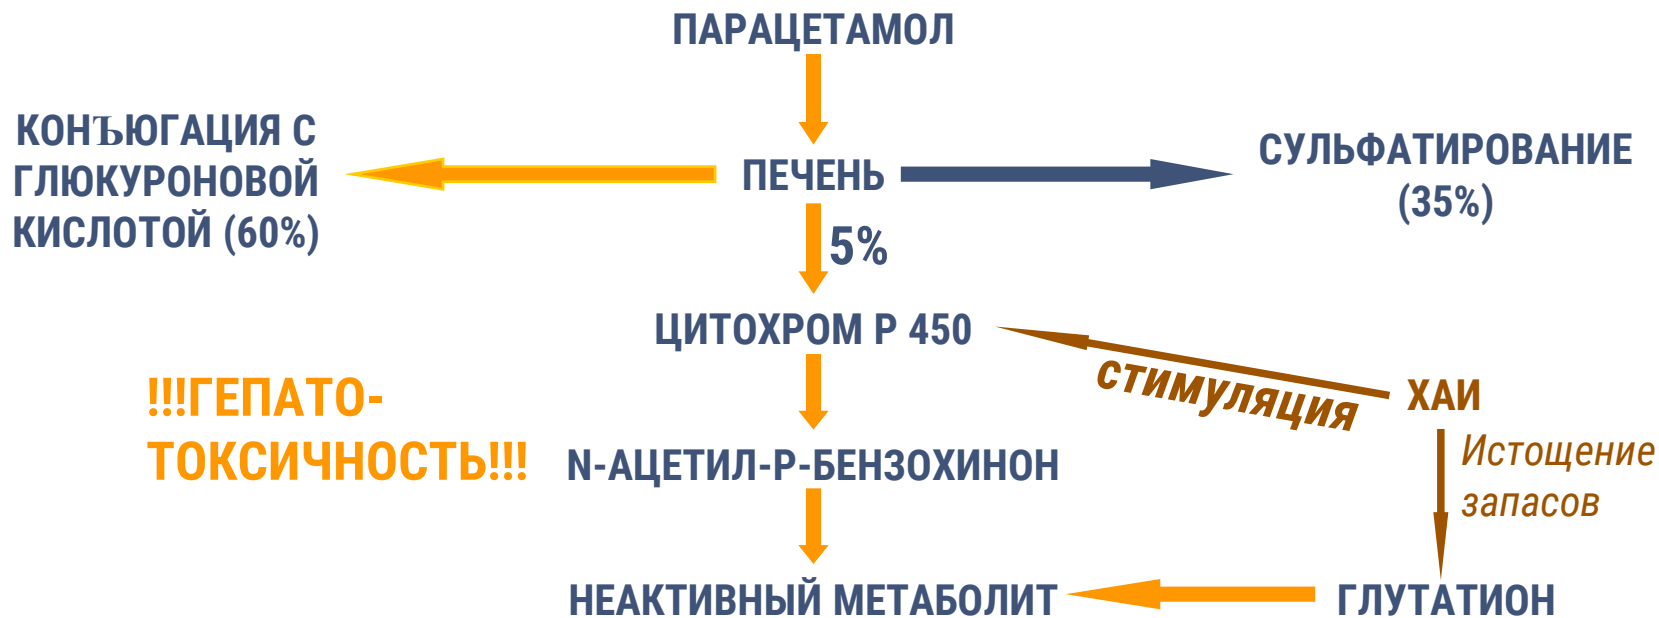 ПАРАЦЕТАМОЛ
КОНЪЮГАЦИЯ С
ГЛЮКУРОНОВОЙ
КИСЛОТОЙ (60%)
ПЕЧЕНЬ
СУЛЬФАТИРОВАНИЕ
(35%)
5%
ЦИТОХРОМ Р 450
стимуляция
ХАИ
!!!ГЕПАТО-
ТОКСИЧНОСТЬ!!!
N-АЦЕТИЛ-Р-БЕНЗОХИНОН
Истощение
запасов
НЕАКТИВНЫЙ МЕТАБОЛИТ
ГЛУТАТИОН